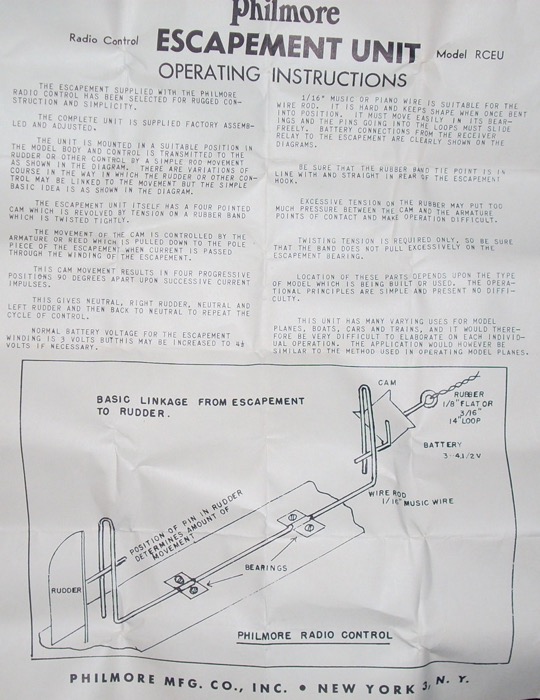 Philmore
Radio Control ESCAPEMENT UNIT Model RCEU
OPERATING INSTRUCTIONS
THE ESCAPEMENT SUPPLIED WITH THE PHILMORE
RADIO CONTROL HAS BEEN SELECTED FOR RUGGED CON-
STRUCTION AND SIMPLICITY.
THE COMPLETE UNIT IS SUPPLIED FACTORY ASSEMB-
LED AND ADJUSTED.
THE UNIT IS MOUNTED IN A SUITABLE POSITION IN
THE MODEL BODY AND CONTROL IS TRANSMITTED TO THE
RUDDER OR OTHER CONTROL BY A SIMPLE ROD MOVEMENT
AS SHOWN IN THE DIAGRAM. THERE ARE VARIATIONS OF
COURSE IN THE WAY IN WHICH THE RUDDER OR OTHER CON-
TROL MAY BE LINKED TO THE MOVEMENT BUT THE SIMPLE
BASIC IDEA IS AS SHOWN IN THE DIAGRAM.
THE ESCAPEMENT UNIT ITSELF HAS A FOUR POINTED
CAM WHICH IS REVOLVED BY TENSION ON A RUBBER BAND
WHICH IS TWISTED TIGHTLY.
THE MOVEMENT OF THE CAM IS CONTROLLED BY THE
ARMATURE OR REED WHICH IS PULLED DOWN TO THE POLE
PIECE OF THE ESCAPEMENT WHEN CURRENT IS PASSED
THROUGH THE WINDING OF THE ESCAPEMENT.
THIS CAM MOVEMENT RESULTS IN FOUR PROGRESSIVE
POSITIONS 90 DEGREES APART UPON SUCCESSIVE CURRENT
IMPULSES.
THIS GIVES NEUTRAL, RIGHT RUDDER, NEUTRAL AND
LEFT RUDDER AND THEN BACK TO NEUTRAL TO REPEAT THE
CYCLE OF CONTROL.
NORMAL BATTERY VOLTAGE FOR THE ESCAPEMENT
WINDING IS 3 VOLTS BUTTHIS MAY BE INCREASED TO 4½
VOLTS IF NECESSARY.
1/16" MUSIC OR PIANO WIRE IS SUITABLE FOR THE
WIRE ROD. IT IS HARD AND KEEPS SHAPE WHEN ONCE BENT
INTO POSITION. IT MUST MOVE EASILY IN ITS BEAR-
INGS AND THE PINS GOING INTO THE LOOPS MUST SLIDE
FREELY. BATTERY CONNECTIONS FROM THE RECEIVER
RELAY TO THE ESCAPEMENT ARE CLEARLY SHOWN ON THE
DIAGRAMS.
BE SURE THAT THE RUBBER BAND TIE POINT IS IN
LINE WITH AND STRAIGHT IN REAR OF THE ESCAPEMENT
HOOK.
EXCESSIVE TENSION ON THE RUBBER MAY PUT TOO
MUCH PRESSURE BETWEEN THE CAM AND THE ARMATURE
POINTS OF CONTACT AND MAKE OPERATION DIFFICULT.
TWISTING TENSION IS REQUIRED ONLY, SO BE SURE
THAT THE BAND DOES NOT PULL EXCESSIVELY ON THE
ESCAPEMENT BEARING.
LOCATION OF THESE PARTS DEPENDS UPON THE TYPE
OF MODEL WHICH IS BEING BUILT OR USED. THE OPERA-
TIONAL PRINCIPLES ARE SIMPLE AND PRESENT NO DIFFI-
CULTY.
THIS UNIT HAS MANY VARYING USES FOR MODEL
PLANES, BOATS, CARS AND TRAINS, AND IT WOULD THERE-
FORE BE VERY DIFFICULT TO ELABORATE ON EACH INDIVID-
UAL OPERATION. THE APPLICATION WOULD HOWEVER BE
SIMILAR TO THE METHOD USED IN OPERATING MODEL PLANES.
BASIC LINKAGE FROM ESCAPEMENT
TO RUDDER.
CAM
RUBBER
1/8" FLAT OR
3/16"
14" LOOP
BATTERY
3-41/2V
WIRE ROD
1/16" MUSIC WIRE
POSITION OF PIN IN RUDDER
DETERMINES AMOUNT OF
MOVEMENT
BEARINGS
RUDDER
PHILMORE RADIO CONTROL
PHILMORE MFG. CO., INC. • NEW YORK 3, N. Y.